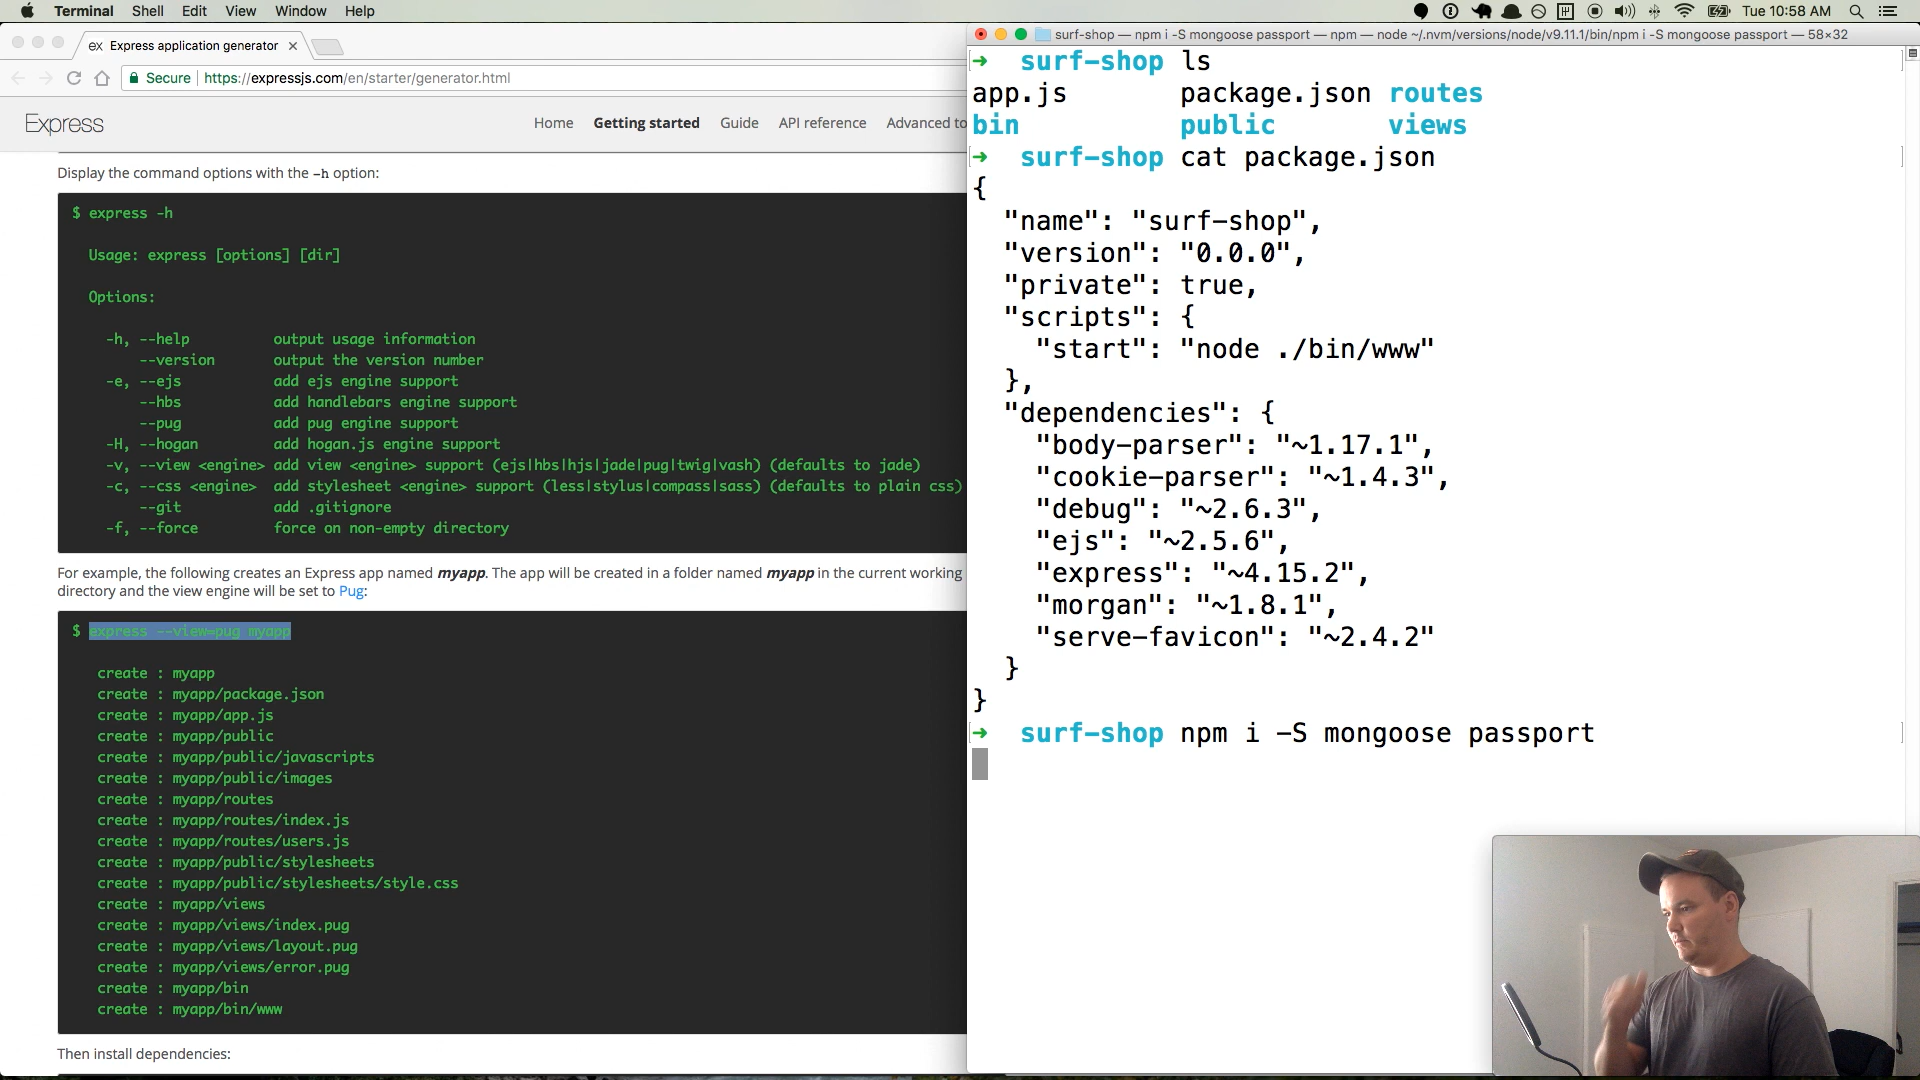 Terminal Shell Edit View Window Help
Tue 10:58 AM
ex Express application generator ×
Secure | https://expressjs.com/en/starter/generator.html
Express
Home Getting started Guide API reference Advanced to
Display the command options with the -h option:
$ express -h
Usage: express [options] [dir]
Options:
-h, --help output usage information
--version output the version number
-e, --ejs add ejs engine support
--hbs add handlebars engine support
--pug add pug engine support
-H, --hogan add hogan.js engine support
-v, --view <engine> add view <engine> support (ejs|hbs|hjs|jade|pug|twig|vash) (defaults to jade)
-c, --css <engine> add stylesheet <engine> support (less|stylus|compass|sass) (defaults to plain css)
--git add .gitignore
-f, --force force on non-empty directory
For example, the following creates an Express app named myapp. The app will be created in a folder named myapp in the current working
directory and the view engine will be set to Pug:
$ express --view=pug myapp
create : myapp
create : myapp/package.json
create : myapp/app.js
create : myapp/public
create : myapp/public/javascripts
create : myapp/public/images
create : myapp/routes
create : myapp/routes/index.js
create : myapp/routes/users.js
create : myapp/public/stylesheets
create : myapp/public/stylesheets/style.css
create : myapp/views
create : myapp/views/index.pug
create : myapp/views/layout.pug
create : myapp/views/error.pug
create : myapp/bin
create : myapp/bin/www
Then install dependencies:
surf-shop — npm i -S mongoose passport — npm — node ~/.nvm/versions/node/v9.11.1/bin/npm i -S mongoose passport — 58×32
➜ surf-shop ls
app.js package.json routes
bin public views
➜ surf-shop cat package.json
{
"name": "surf-shop",
"version": "0.0.0",
"private": true,
"scripts": {
"start": "node ./bin/www"
},
"dependencies": {
"body-parser": "~1.17.1",
"cookie-parser": "~1.4.3",
"debug": "~2.6.3",
"ejs": "~2.5.6",
"express": "~4.15.2",
"morgan": "~1.8.1",
"serve-favicon": "~2.4.2"
}
}
➜ surf-shop npm i -S mongoose passport